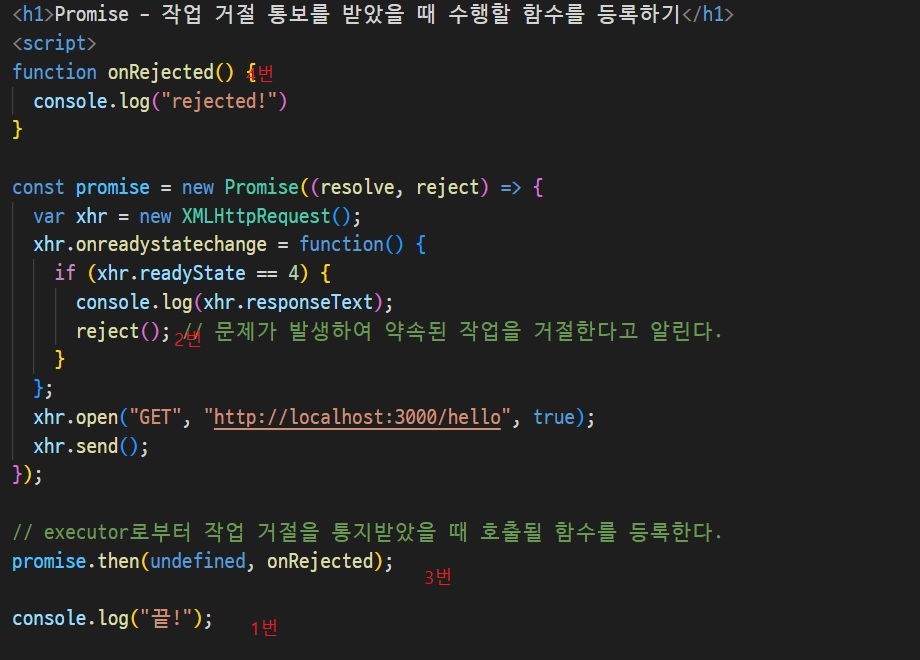 <h1>Promise - 작업 거절 통보를 받았을 때 수행할 함수를 등록하기</h1>
<script>
function onRejected() { 4번
console.log("rejected!")
}
const promise = new Promise((resolve, reject) => {
var xhr = new XMLHttpRequest();
xhr.onreadystatechange = function() {
if (xhr.readyState == 4) {
console.log(xhr.responseText);
reject(); // 문제가 발생하여 약속된 작업을 거절한다고 알린다.
2번
}
};
xhr.open("GET", "http://localhost:3000/hello", true);
xhr.send();
});
// executor로부터 작업 거절을 통지받았을 때 호출될 함수를 등록한다.
promise.then(undefined, onRejected);
3번
console.log("끝!");
1번